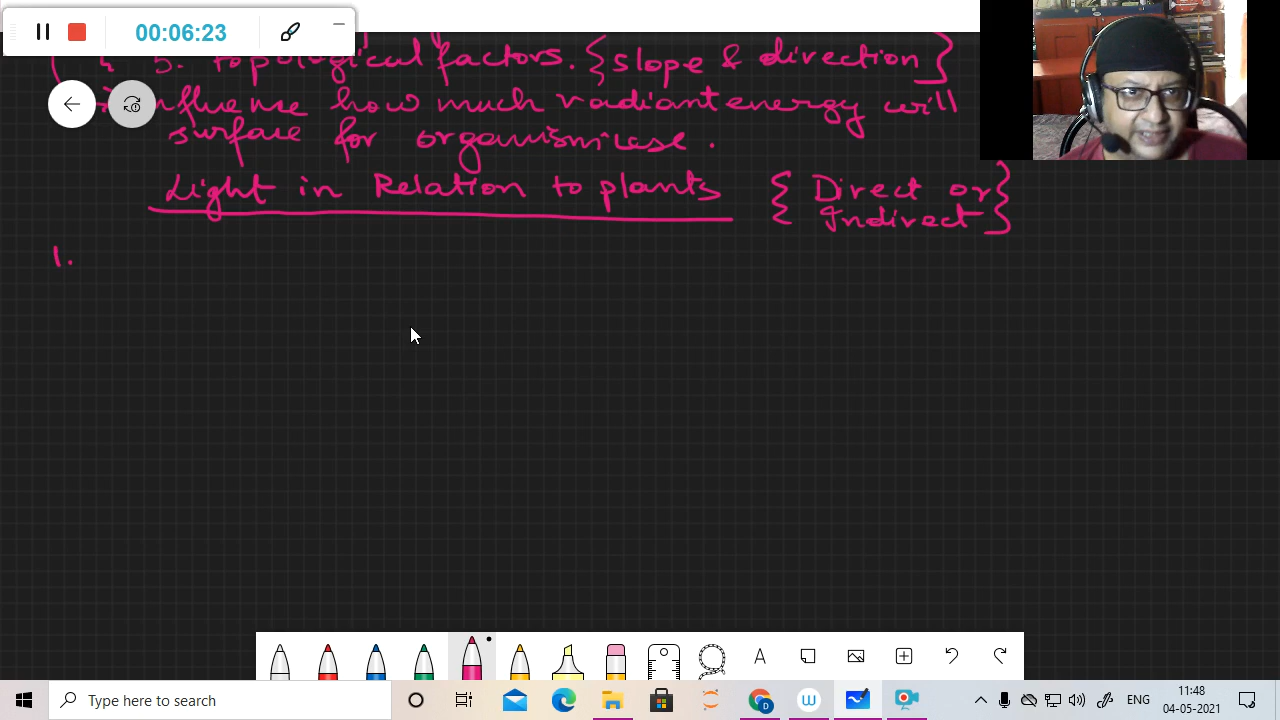 00:06:23
5. Topological factors. {slope & direction}
influence how much radiant energy will
surface for organism use.
Light in Relation to plants { Direct or
Indirect }
1.
A
Type here to search
ENG
11:48
04-05-2021